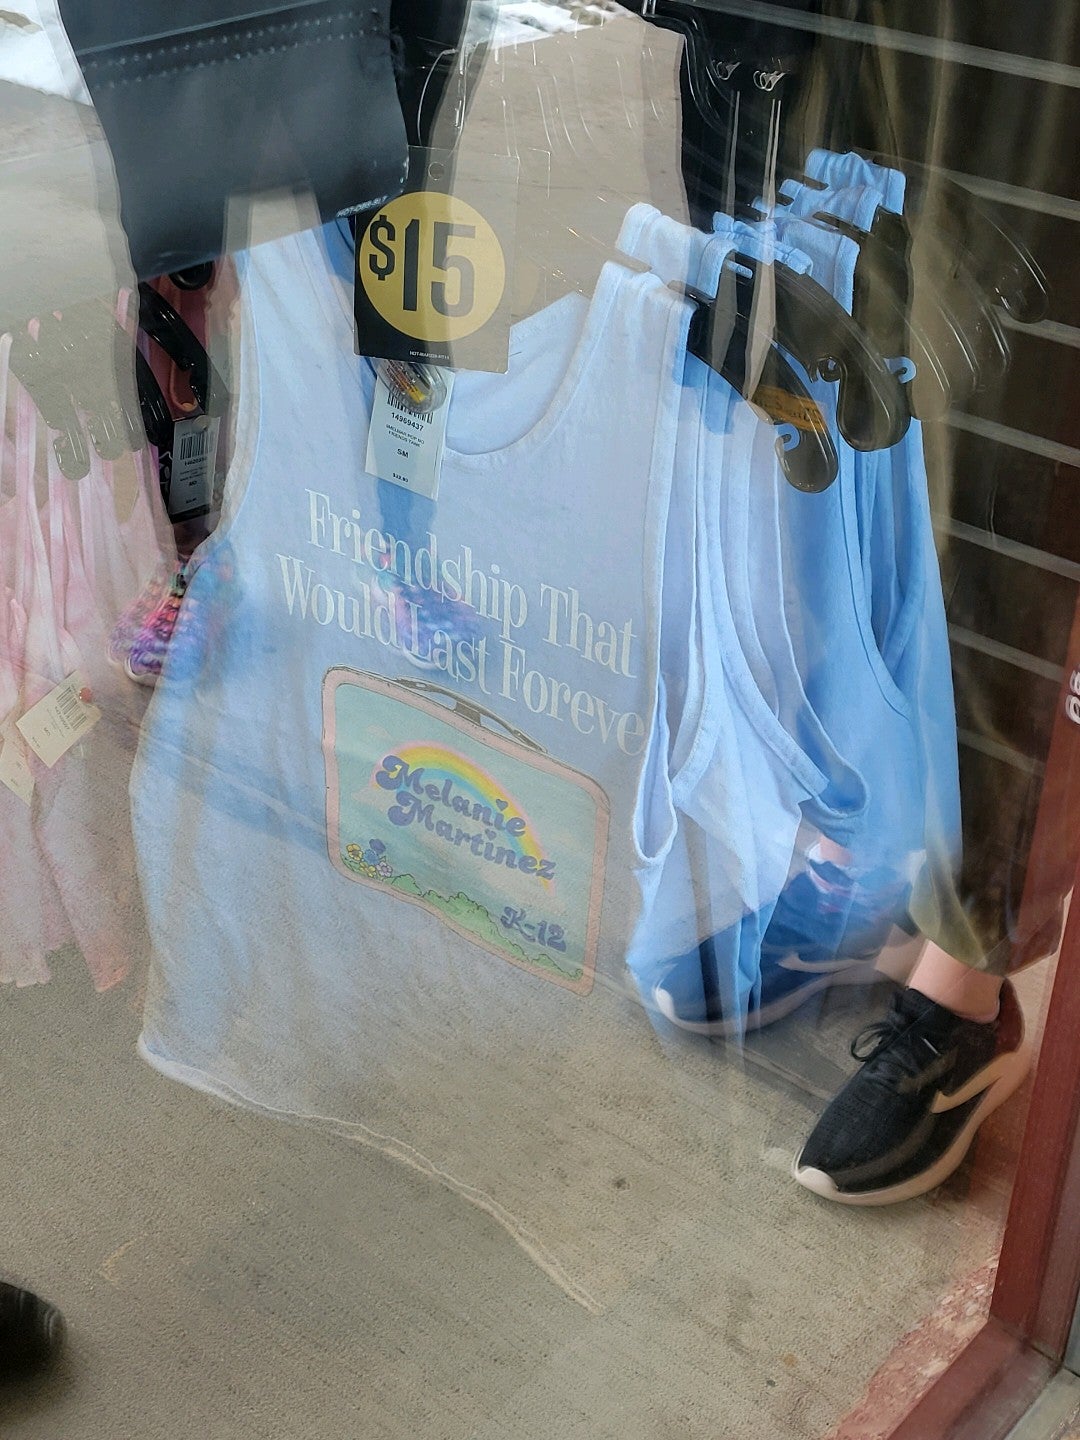 $15
14969437
SM
Friendship That
Would Last Foreve
Melanie
Martinez
K-12